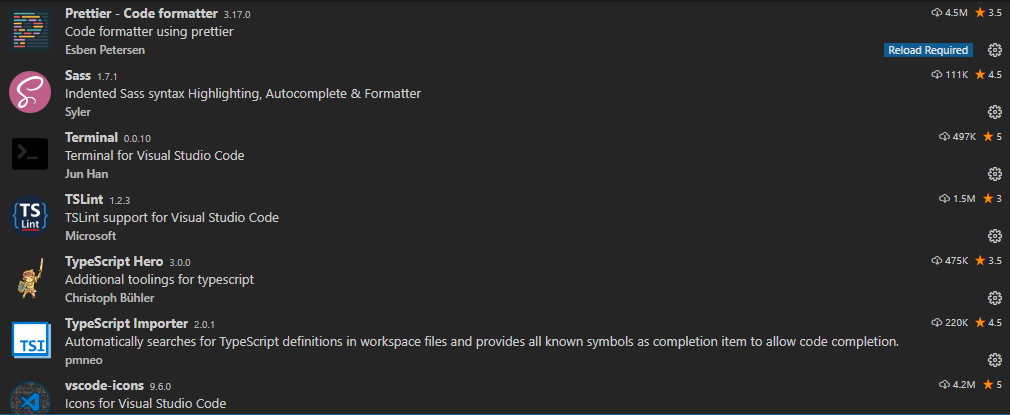 Prettier - Code formatter 3.17.0 4.5M 3.5
Code formatter using prettier
Esben Petersen Reload Required
Sass 1.7.1 111K 4.5
Indented Sass syntax Highlighting, Autocomplete & Formatter
Syler
Terminal 0.0.10 497K 5
Terminal for Visual Studio Code
Jun Han
TS
Lint
TSLint 1.2.3 1.5M 3
TSLint support for Visual Studio Code
Microsoft
TypeScript Hero 3.0.0 475K 3.5
Additional toolings for typescript
Christoph Bühler
TSI
TypeScript Importer 2.0.1 220K 4.5
Automatically searches for TypeScript definitions in workspace files and provides all known symbols as completion item to allow code completion.
pmneo
vscode-icons 9.6.0 4.2M 5
Icons for Visual Studio Code